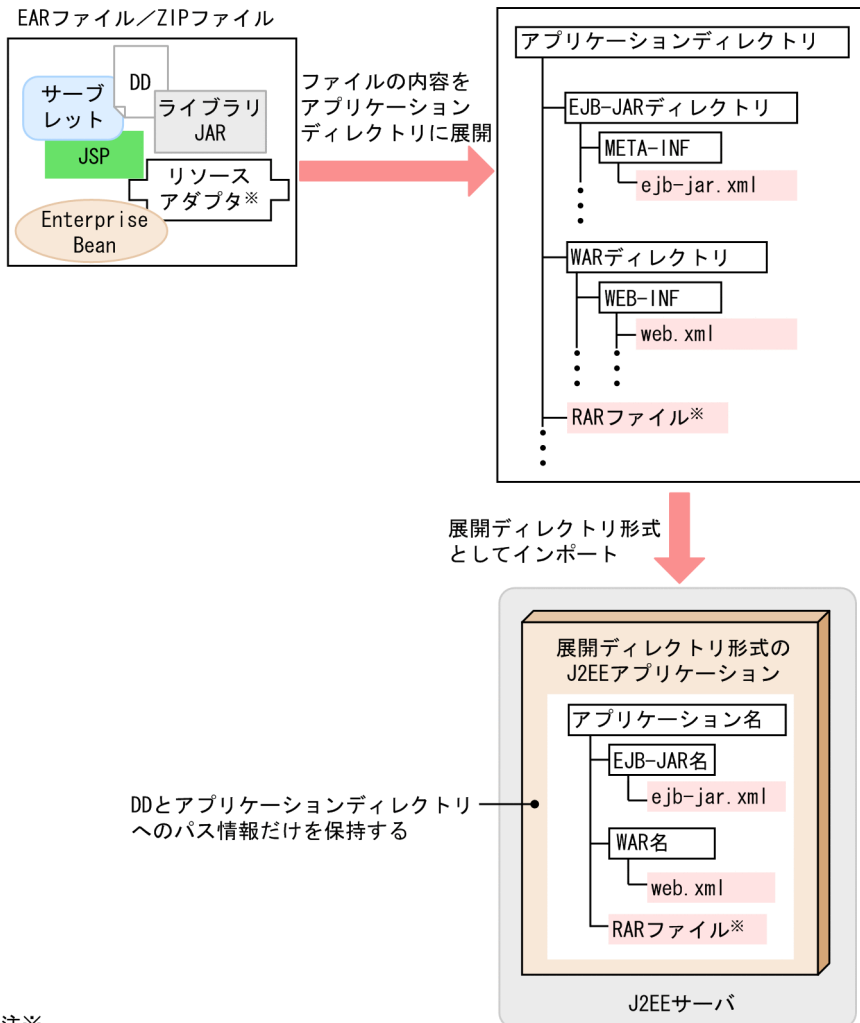 EARファイル／ZIPファイル
DD
サーブ
レット
ライブラリ
JAR
JSP
リソース
アダプタ※
Enterprise
Bean
ファイルの内容を
アプリケーション
ディレクトリに展開
アプリケーションディレクトリ
EJB-JARディレクトリ
META-INF
ejb-jar.xml
WARディレクトリ
WEB-INF
web.xml
RARファイル※
展開ディレクトリ形式
としてインポート
展開ディレクトリ形式の
J2EEアプリケーション
アプリケーション名
EJB-JAR名
ejb-jar.xml
WAR名
web.xml
RARファイル※
DDとアプリケーションディレクトリ
へのパス情報だけを保持する
J2EEサーバ